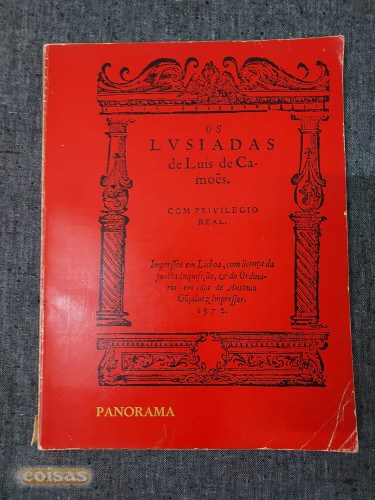 OS
LVSIADAS
de Luis de Ca-
moẽs.
COM PRIVILEGIO
REAL.
Impressos em Lisboa, com licença da
sancta Inquisição, & do Ordina-
rio: em casa de Antonio
Gõçaluez Impressor.
1572.
PANORAMA
coisas